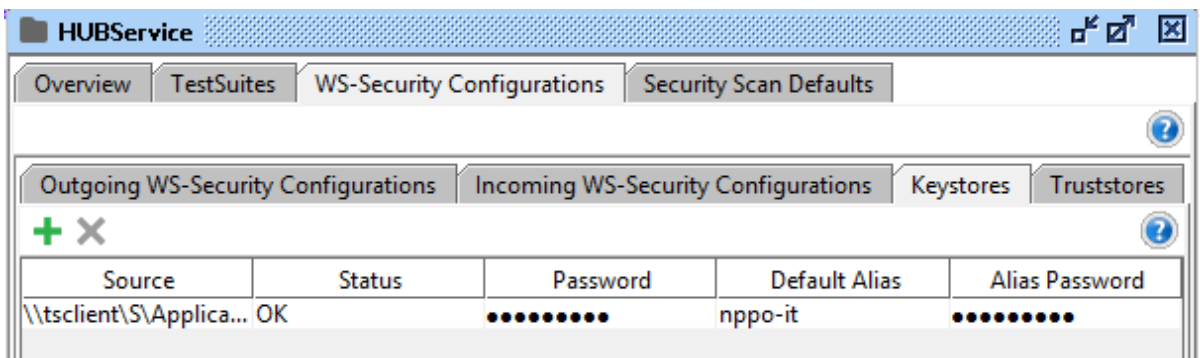 HUBService
Overview TestSuites WS-Security Configurations Security Scan Defaults
Outgoing WS-Security Configurations Incoming WS-Security Configurations Keystores Truststores
Source Status Password Default Alias Alias Password
\\tsclient\S\Applica... OK ●●●●●●●●● nppo-it ●●●●●●●●●